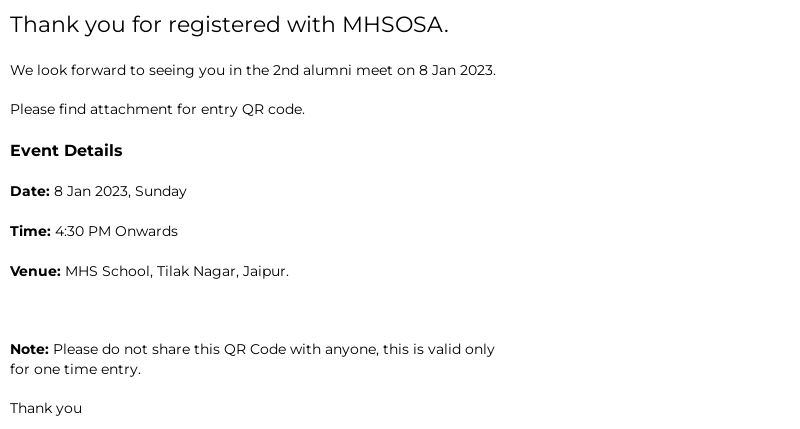 Thank you for registered with MHSOSA.
We look forward to seeing you in the 2nd alumni meet on 8 Jan 2023.
Please find attachment for entry QR code.
Event Details
Date: 8 Jan 2023, Sunday
Time: 4:30 PM Onwards
Venue: MHS School, Tilak Nagar, Jaipur.
Note: Please do not share this QR Code with anyone, this is valid only
for one time entry.
Thank you